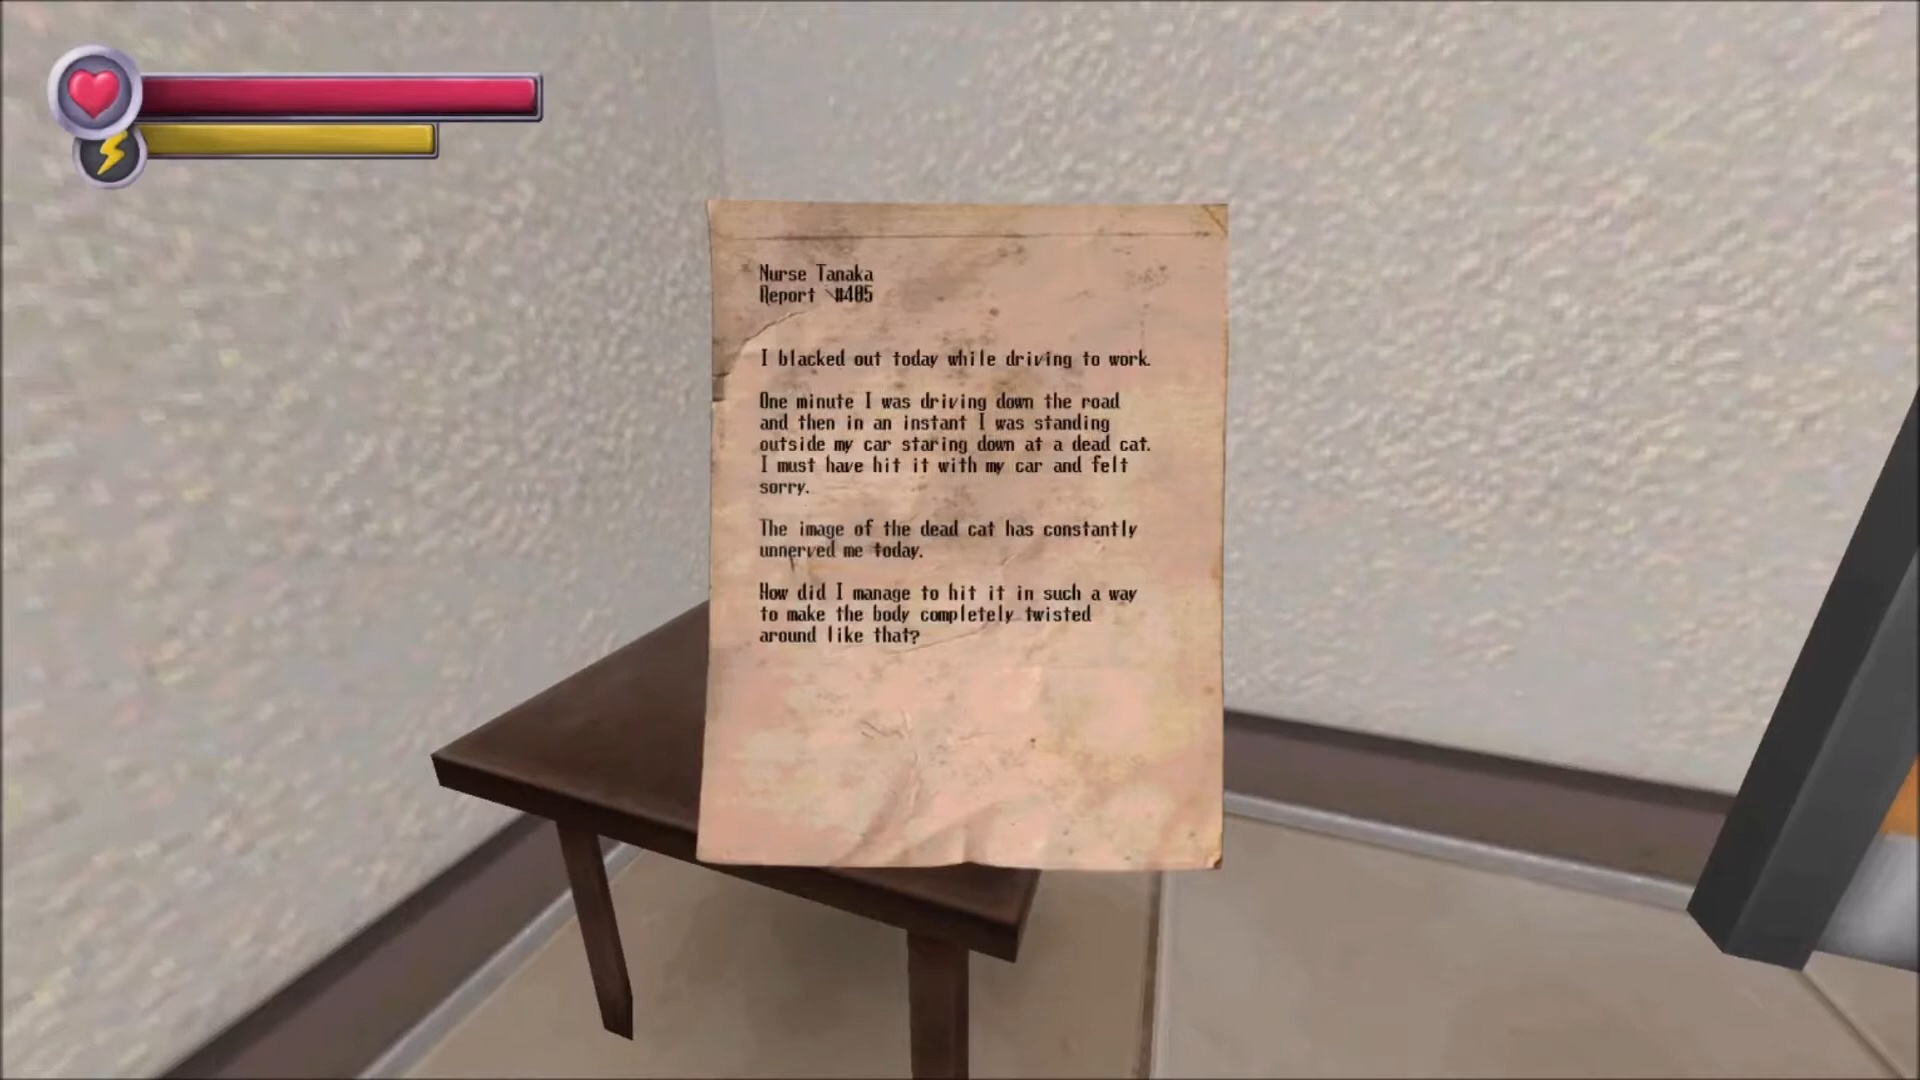 Nurse Tanaka
Report \#405
I blacked out today while driving to work.
One minute I was driving down the road
and then in an instant I was standing
outside my car staring down at a dead cat.
I must have hit it with my car and felt
sorry.
The image of the dead cat has constantly
unnerved me today.
How did I manage to hit it in such a way
to make the body completely twisted
around like that?